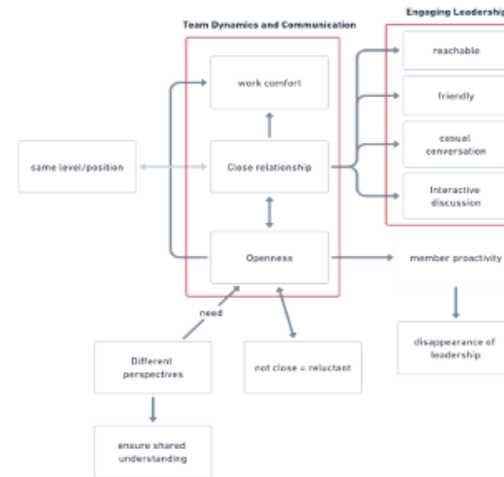 Team Dynamics and Communication
Engaging Leadership
work comfort
reachable
friendly
casual
conversation
Interactive
discussion
same level/position
Close relationship
Openness
member proactivity
need
disappearance of
leadership
Different
perspectives
not close = reluctant
ensure shared
understanding